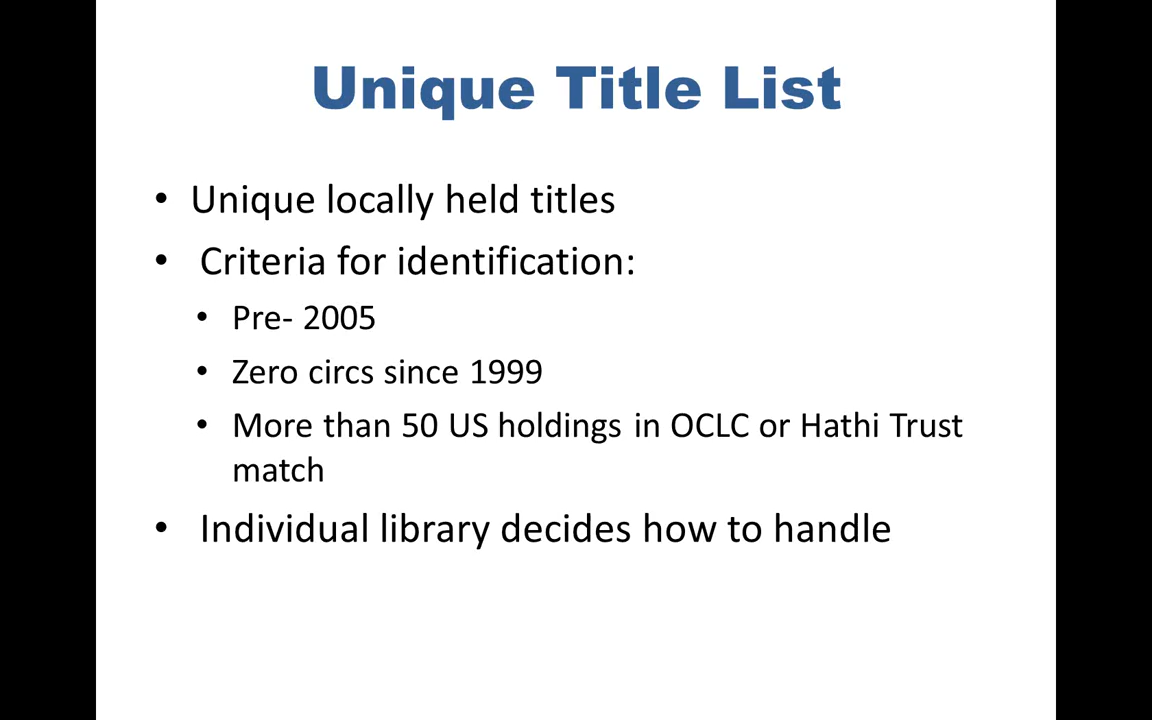 Unique Title List
• Unique locally held titles
• Criteria for identification:
• Pre- 2005
• Zero circs since 1999
• More than 50 US holdings in OCLC or Hathi Trust
match
• Individual library decides how to handle